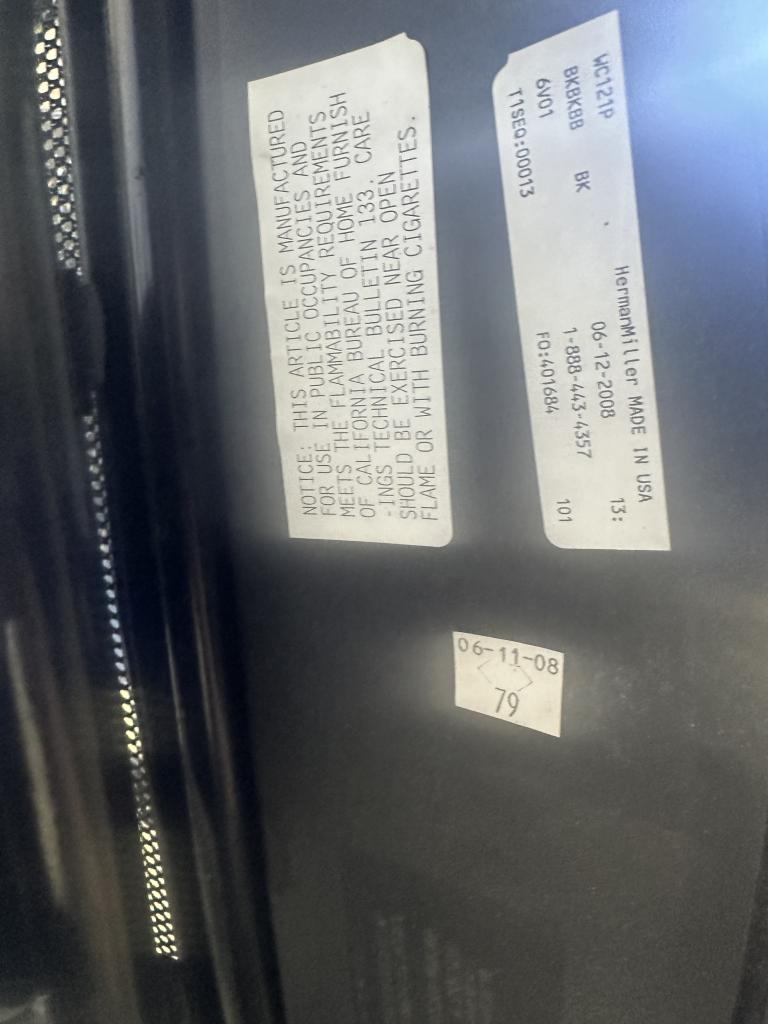 NOTICE: THIS ARTICLE IS MANUFACTURED
FOR USE IN PUBLIC OCCUPANCIES AND
MEETS THE FLAMMABILITY REQUIREMENTS
OF CALIFORNIA BUREAU OF HOME FURNISH
-INGS TECHNICAL BULLETIN 133. CARE
SHOULD BE EXERCISED NEAR OPEN
FLAME OR WITH BURNING CIGARETTES.
WC121P HermanMiller MADE IN USA
BKBKBB BK 06-12-2008 13:
6V01 1-888-443-4357
T1SEQ:00013 FO:401684 101
06-11-08
79